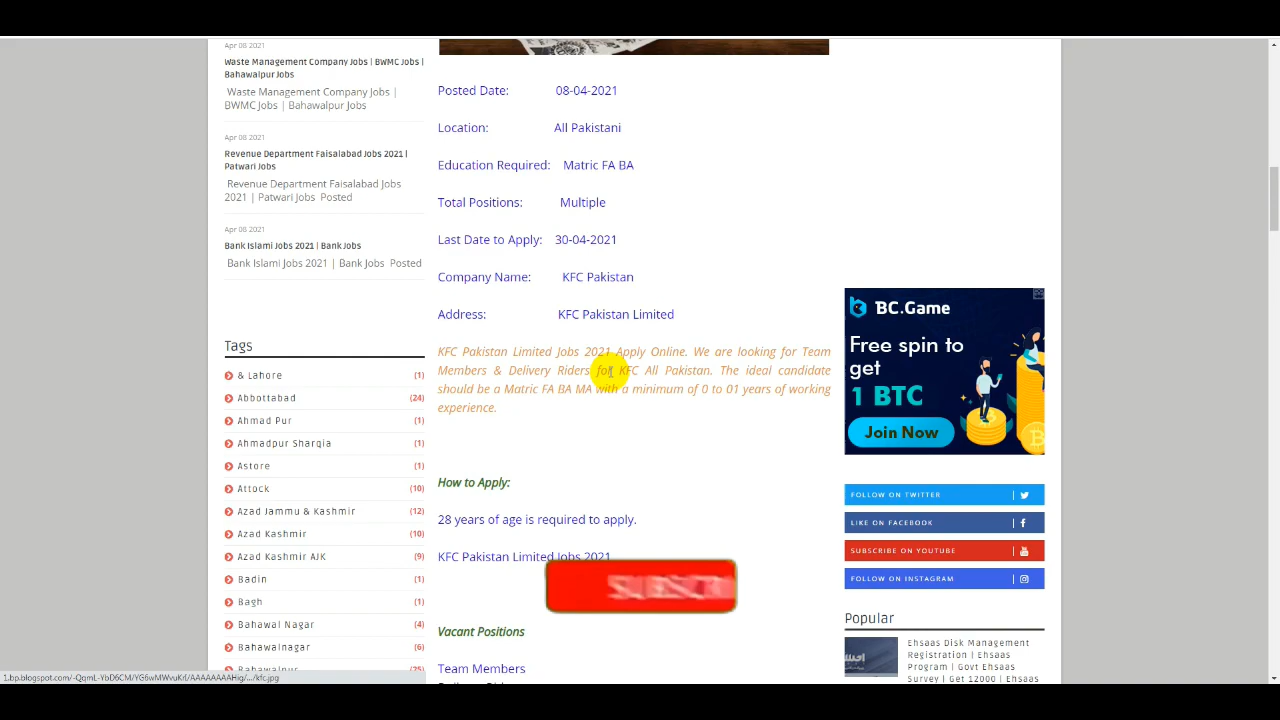 Apr 08 2021
Waste Management Company Jobs | BWMC Jobs |
Bahawalpur Jobs
Waste Management Company Jobs |
BWMC Jobs | Bahawalpur Jobs
Apr 08 2021
Revenue Department Faisalabad Jobs 2021 |
Patwari Jobs
Revenue Department Faisalabad Jobs
2021 | Patwari Jobs Posted
Apr 08 2021
Bank Islami Jobs 2021 | Bank Jobs
Bank Islami Jobs 2021 | Bank Jobs Posted
Tags
& Lahore (1)
Abbottabad (24)
Ahmad Pur (1)
Ahmadpur Sharqia (1)
Astore (1)
Attock (10)
Azad Jammu & Kashmir (12)
Azad Kashmir (10)
Azad Kashmir AJK (9)
Badin (1)
Bagh (1)
Bahawal Nagar (4)
Bahawalnagar (6)
Bahawalpur (25)
Posted Date: 08-04-2021
Location: All Pakistani
Education Required: Matric FA BA
Total Positions: Multiple
Last Date to Apply: 30-04-2021
Company Name: KFC Pakistan
Address: KFC Pakistan Limited
KFC Pakistan Limited Jobs 2021 Apply Online. We are looking for Team
Members & Delivery Riders for KFC All Pakistan. The ideal candidate
should be a Matric FA BA MA with a minimum of 0 to 01 years of working
experience.
How to Apply:
28 years of age is required to apply.
KFC Pakistan Limited Jobs 2021
Vacant Positions
Team Members
BC.Game
Free spin to
get
1 BTC
Join Now
FOLLOW ON TWITTER
LIKE ON FACEBOOK
SUBSCRIBE ON YOUTUBE
FOLLOW ON INSTAGRAM
Popular
Ehsaas Disk Management
Registration | Ehsaas
Program | Govt Ehsaas
Survey | Get 12000 | Ehsaas